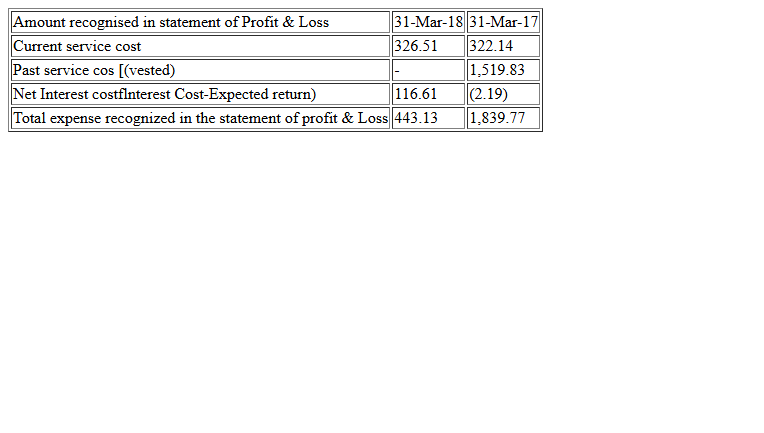 Amount recognised in statement of Profit & Loss 31-Mar-18 31-Mar-17
Current service cost 326.51 322.14
Past service cos [(vested) - 1,519.83
Net Interest costflnterest Cost-Expected return) 116.61 (2.19)
Total expense recognized in the statement of profit & Loss 443.13 1,839.77